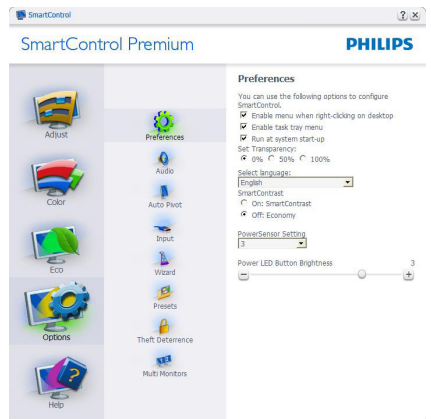 SmartControl
SmartControl Premium
PHILIPS
Adjust
Color
Eco
Options
Help
Preferences
Audio
Auto Pivot
Input
Wizard
Presets
Theft Deterrence
Multi Monitors
Preferences
You can use the following options to configure
SmartControl.
Enable menu when right-clicking on desktop
Enable task tray menu
Run at system start-up
Set Transparency:
0% 50% 100%
Select language:
English
SmartContrast
On: SmartContrast
Off: Economy
PowerSensor Setting
3
Power LED Button Brightness 3